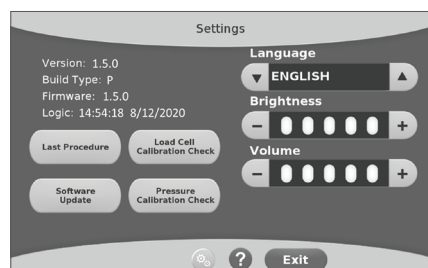 Settings
Version: 1.5.0
Build Type: P
Firmware: 1.5.0
Logic: 14:54:18 8/12/2020
Last Procedure
Load Cell
Calibration Check
Software
Update
Pressure
Calibration Check
Language
ENGLISH
Brightness
- +
Volume
- +
?
Exit